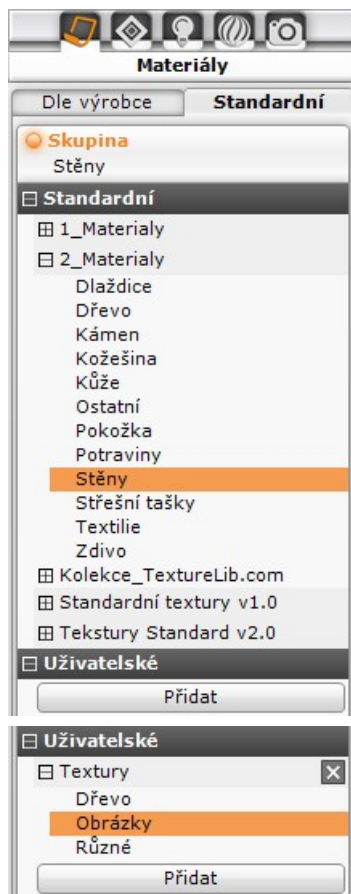 Materiály
Dle výrobce Standardní
Skupina
Stěny
Standardní
1_Materialy
2_Materialy
Dlaždice
Dřevo
Kámen
Kožešina
Kůže
Ostatní
Pokožka
Potraviny
Stěny
Střešní tašky
Textilie
Zdivo
Kolekce_TextureLib.com
Standardní textury v1.0
Tekstury Standard v2.0
Uživatelské
Přidat
Uživatelské
Textury
Dřevo
Obrázky
Různé
Přidat